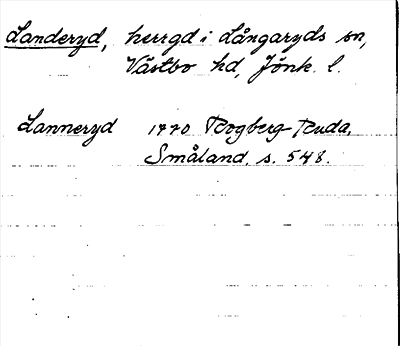 Landeryd, herrgd i Långaryds sn,
Västbo hd, Jönk. l.
Lanneryd 1770 Rogberg-Ruda,
Småland, s. 548.